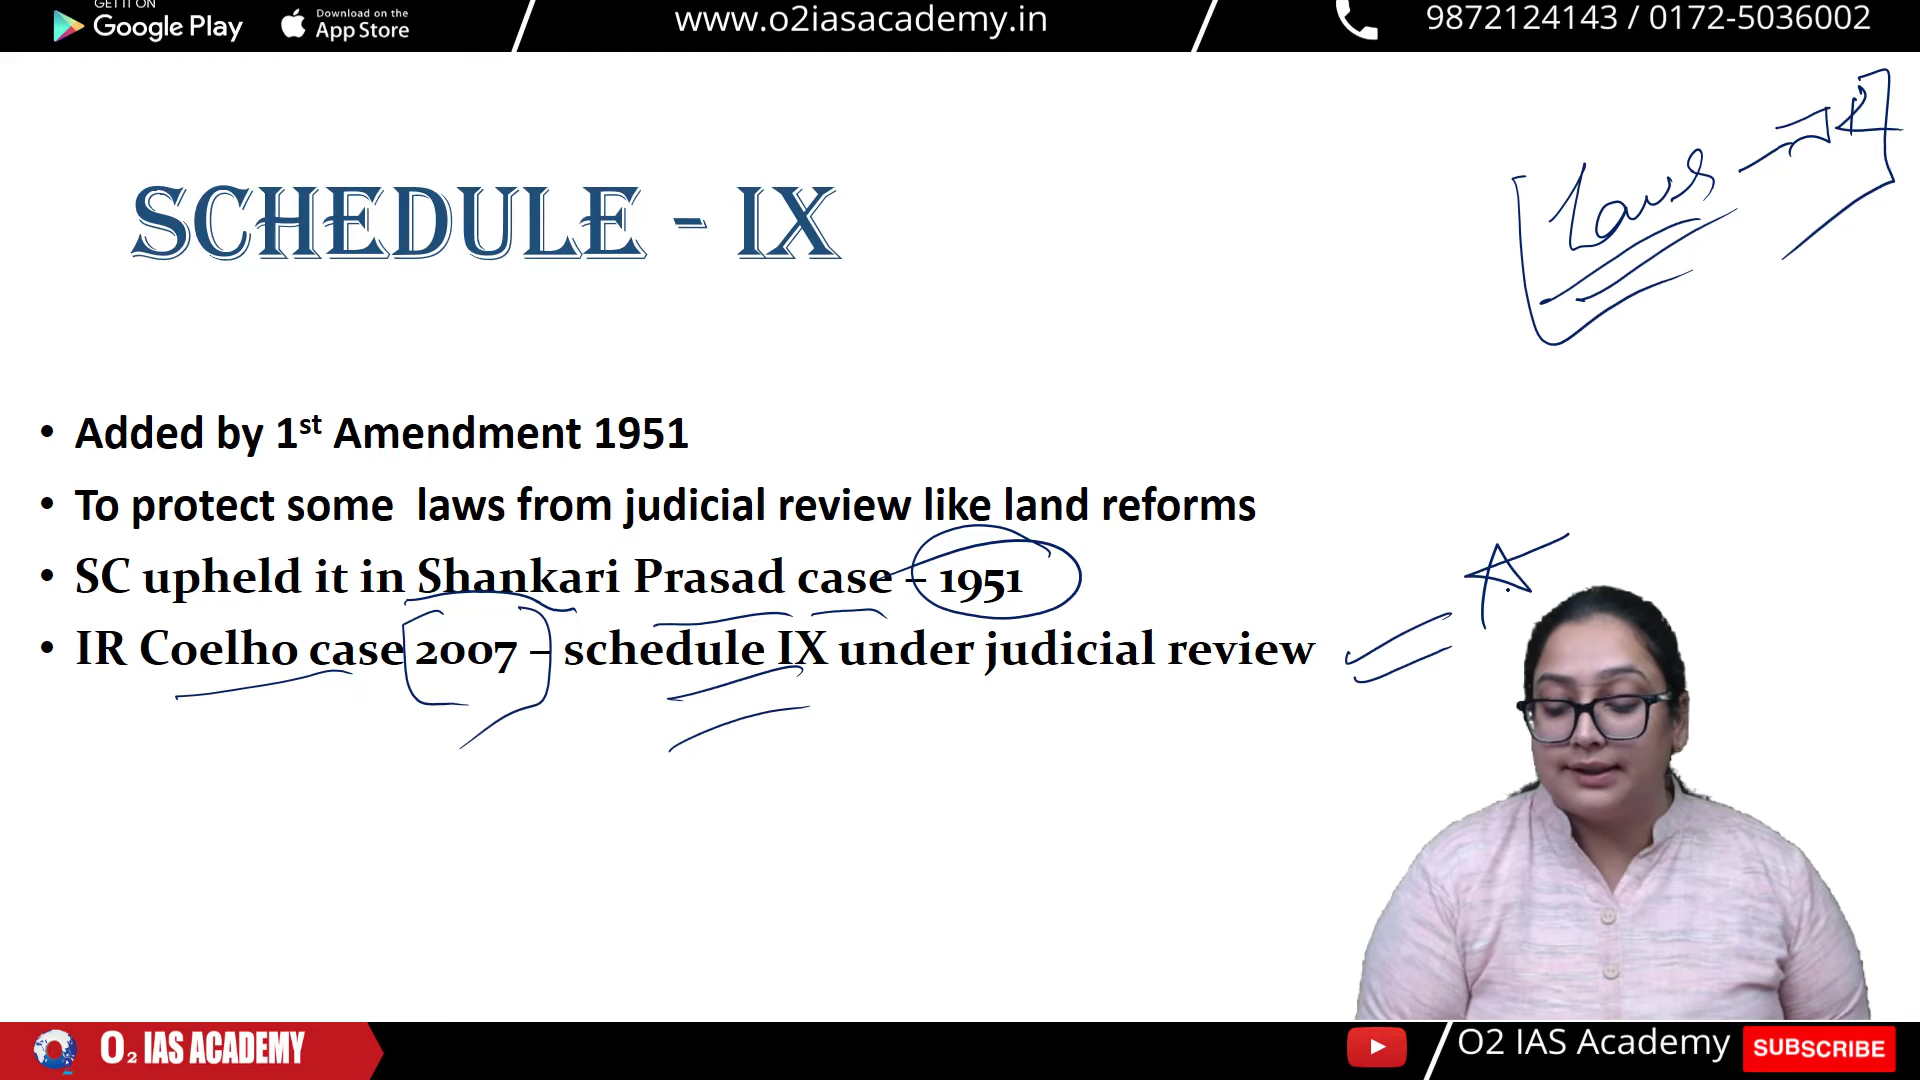 GET IT ON
Google Play
Download on the
App Store
www.o2iasacademy.in
9872124143 / 0172-5036002
Laws
SCHEDULE - IX
• Added by 1st Amendment 1951
• To protect some laws from judicial review like land reforms
• SC upheld it in Shankari Prasad case – 1951
• IR Coelho case 2007 – schedule IX under judicial review
O2 IAS ACADEMY
O2 IAS Academy
SUBSCRIBE